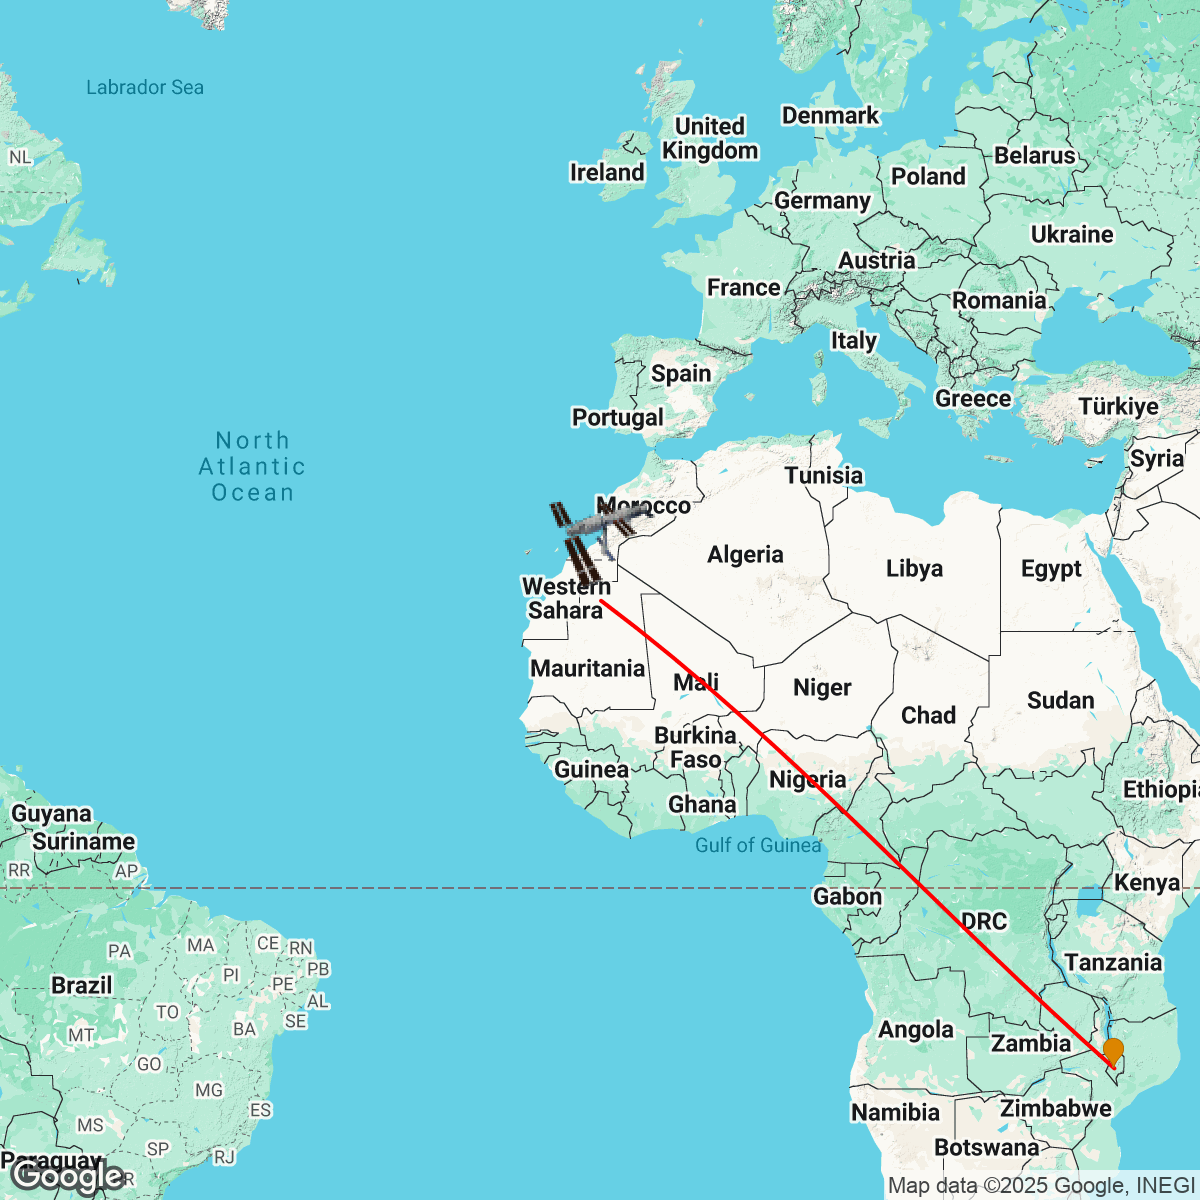 Labrador Sea
NL
Denmark
United
Kingdom
Ireland
Belarus
Poland
Germany
Ukraine
Austria
France
Romania
Italy
Spain
Greece
Türkiye
Portugal
North
Atlantic
Ocean
Syria
Tunisia
Morocco
Algeria
Libya
Egypt
Western
Sahara
Mauritania
Mali
Niger
Chad
Sudan
Burkina
Faso
Guinea
Nigeria
Ethiopia
Ghana
Guyana
Suriname
Gulf of Guinea
RR
AP
Kenya
Gabon
DRC
PA
MA
CE
RN
PB
PI
PE
AL
Brazil
TO
SE
BA
MT
Tanzania
Angola
Zambia
GO
MG
ES
MS
Namibia
Zimbabwe
SP
RJ
Botswana
Paraguay
PR
Google
Map data ©2025 Google, INEGI